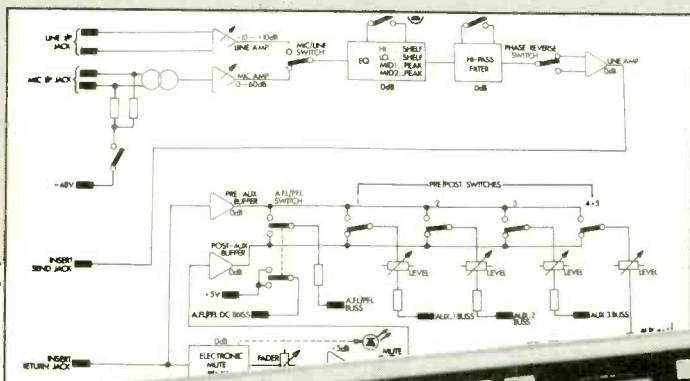 LINE I/P
JACK
-10 - +10dB
LINE AMP
MIC/LINE
SWITCH
MIC I/P JACK
MIC AMP
0-60dB
EQ
HI SHELF
LO SHELF
MID1...PEAK
MID2...PEAK
0dB
HI-PASS
FILTER
0dB
PHASE REVERSE
SWITCH
LINE AMP
0dB
+48V
PRE AUX
BUFFER
0dB
A.F.L/PFL
SWITCH
PRE/POST SWITCHES
1
2
3
4+5
POST-AUX
BUFFER
0dB
INSERT
SEND JACK
+5V
A.F.L/PFL DC BUSS
A.F.L/PFL
BUSS
LEVEL
LEVEL
LEVEL
LEVEL
AUX.1 BUSS
AUX.2
BUSS
AUX 3 BUSS
INSERT
RETURN JACK
0dB
ELECTRONIC
MUTE
FADER
+5dB
MUTE